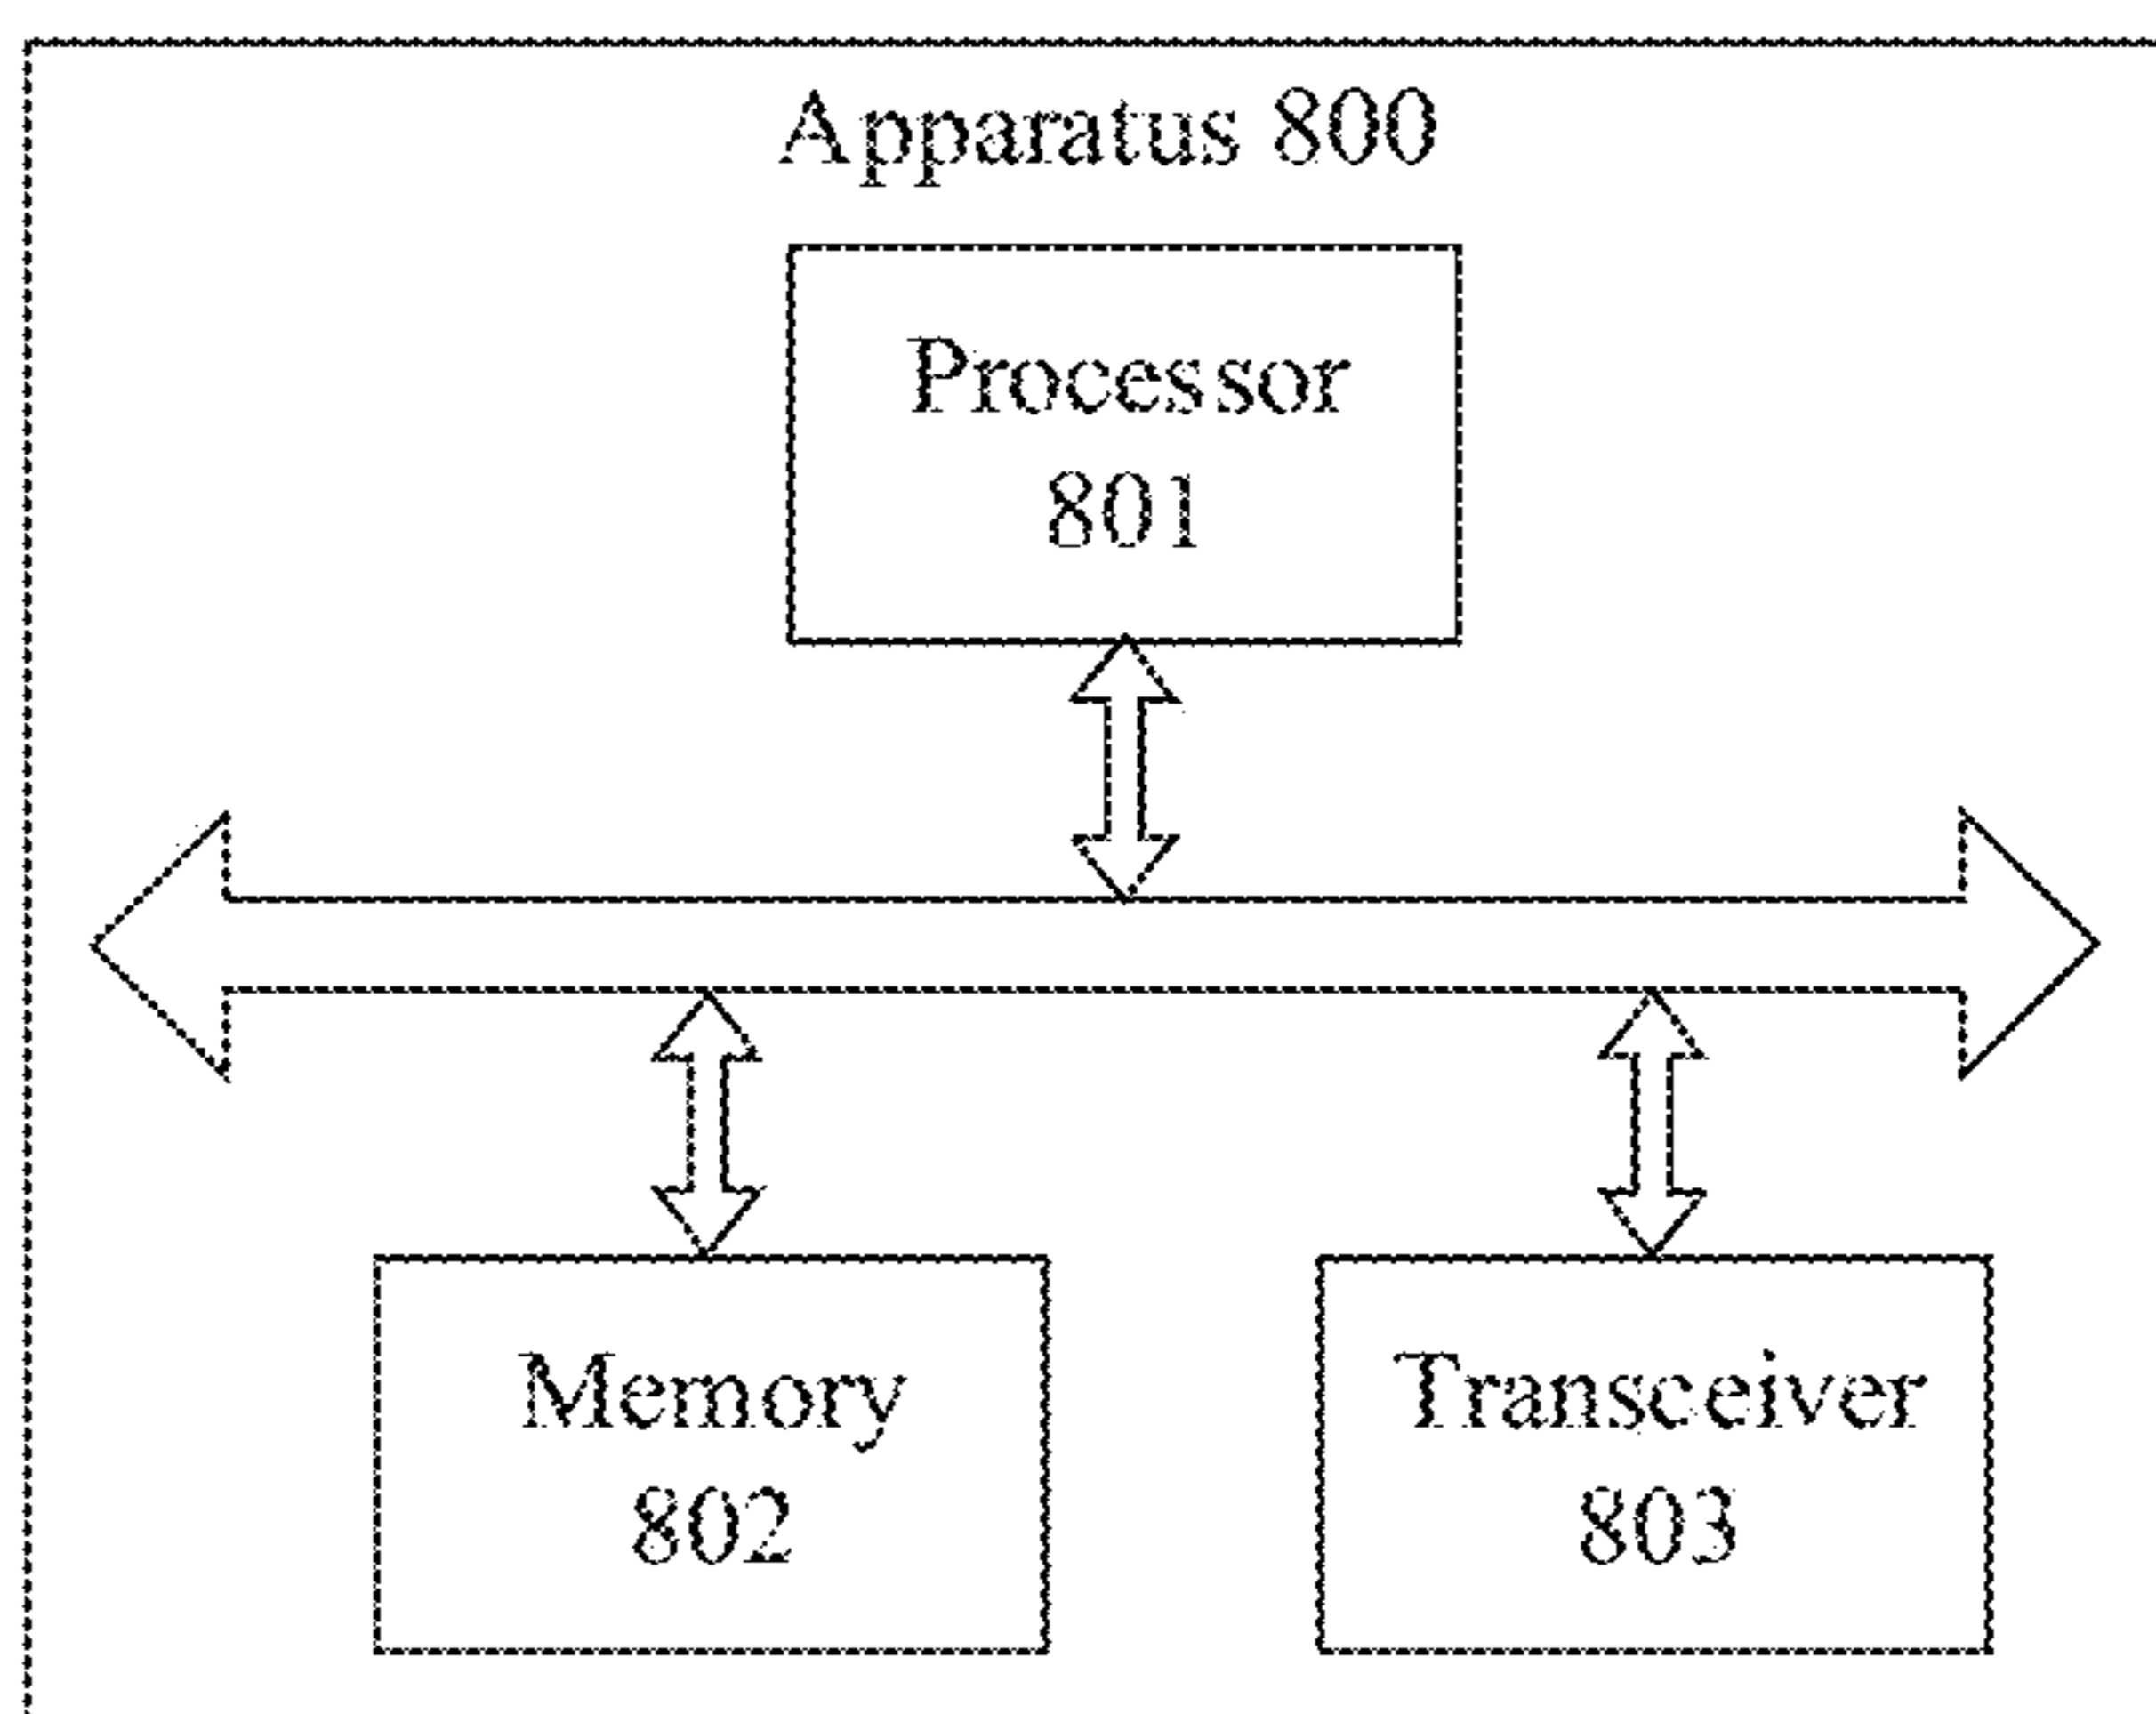 Apparatus 800
Processor
801
Memory
802
Transceiver
803